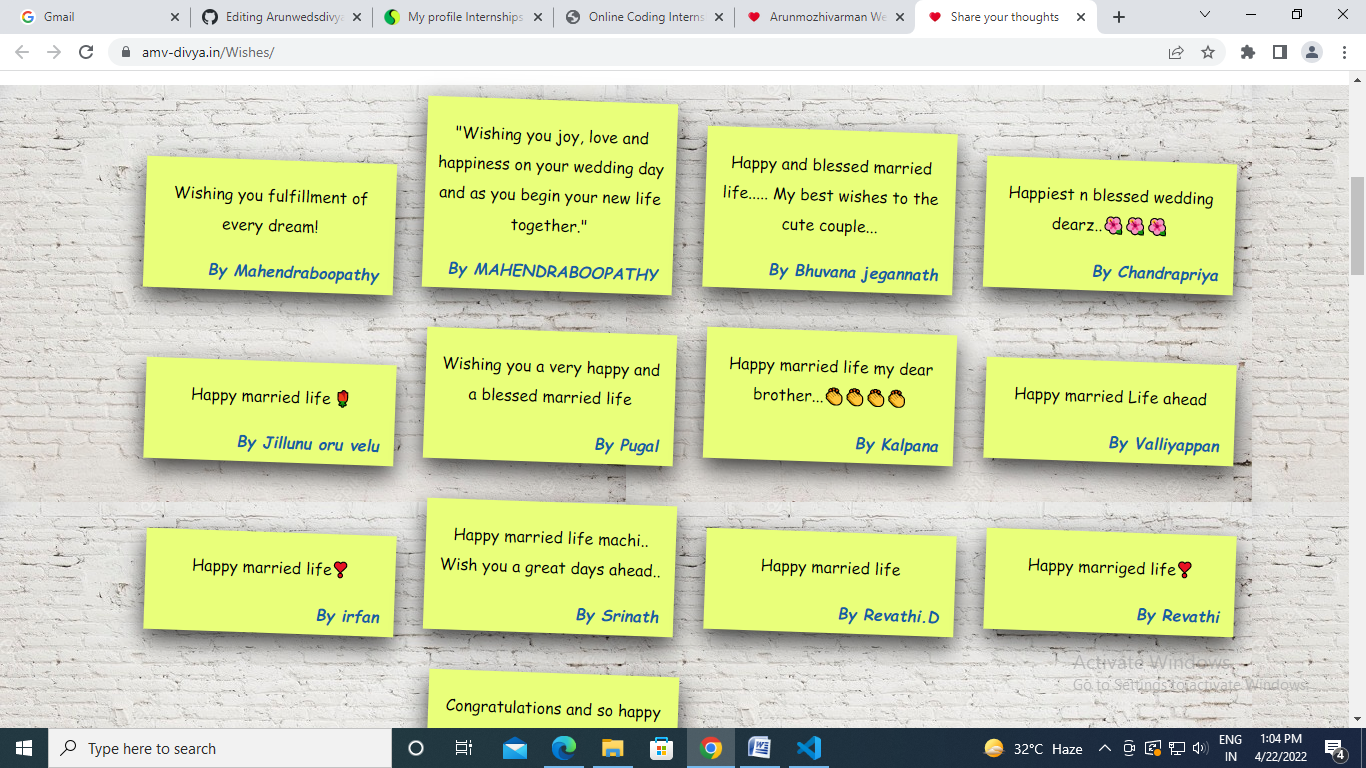 Gmail
Editing Arunwedsdivya
My profile Internships
Online Coding Interns
Arunmozhivarman We
Share your thoughts
amv-divya.in/Wishes/
Wishing you fulfillment of
every dream!
By Mahendraboopathy
"Wishing you joy, love and
happiness on your wedding day
and as you begin your new life
together."
By MAHENDRABOOPATHY
Happy and blessed married
life..... My best wishes to the
cute couple...
By Bhuvana jegannath
Happiest n blessed wedding
dearz..🌺🌺🌺
By Chandrapriya
Happy married life🌹
By Jillunu oru velu
Wishing you a very happy and
a blessed married life
By Pugal
Happy married life my dear
brother...👏👏👏👏
By Kalpana
Happy married Life ahead
By Valliyappan
Happy married life❣
By irfan
Happy married life machi..
Wish you a great days ahead..
By Srinath
Happy married life
By Revathi.D
Happy marriged life❣
By Revathi
Congratulations and so happy
Activate Windows
Go to Settings to activate Windows.
Type here to search
32°C Haze
ENG
IN
1:04 PM
4/22/2022
4